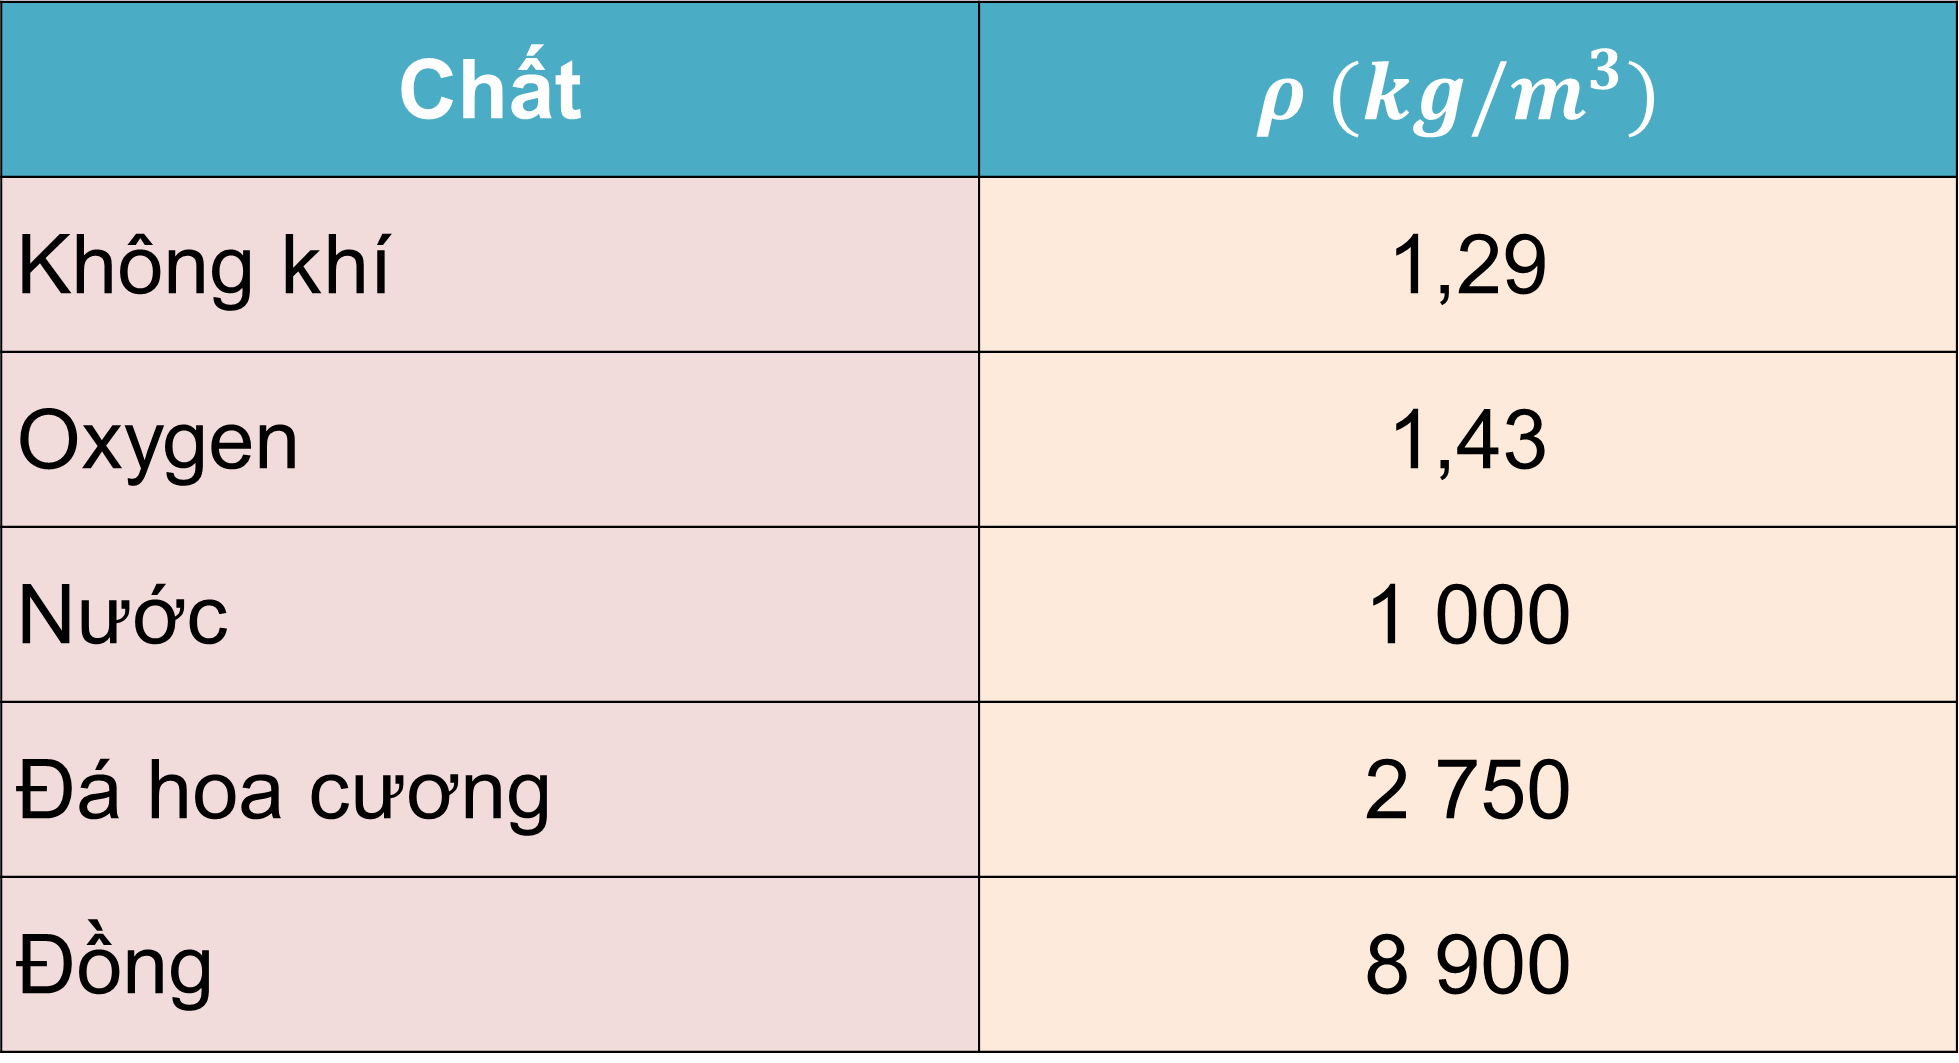 Chất ρ (kg/m³)
Không khí 1,29
Oxygen 1,43
Nước 1 000
Đá hoa cương 2 750
Đồng 8 900